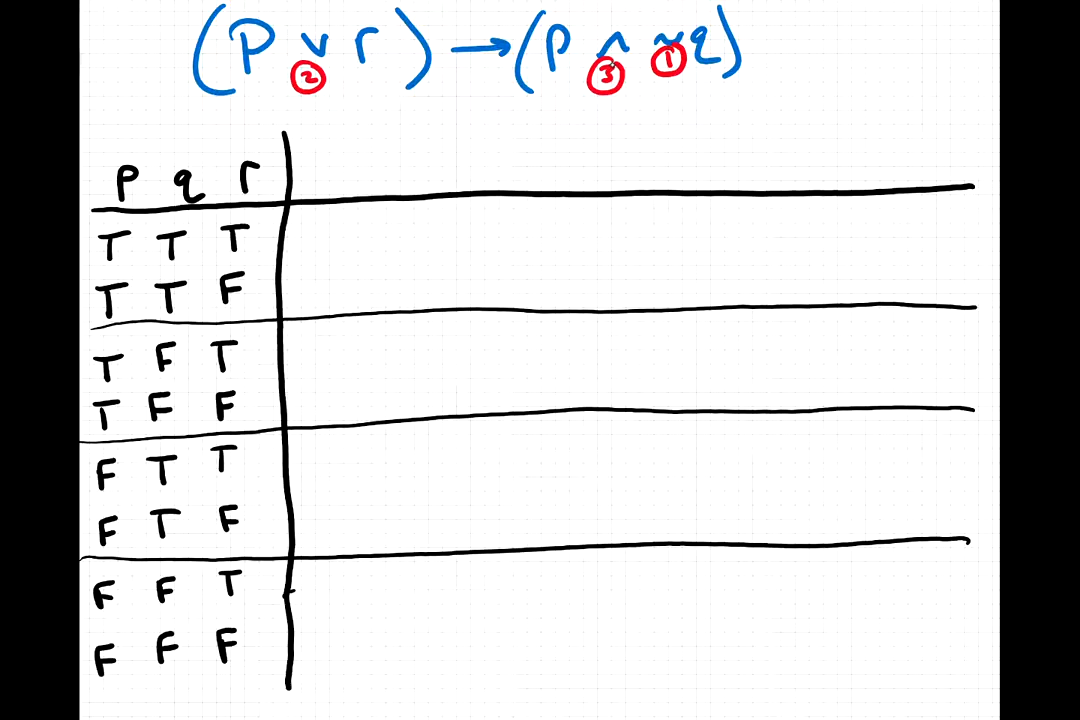 (P ∨ r) → (p ∧ ~q)
2 3 1
P q r
T T T
T T F
T F T
T F F
F T T
F T F
F F T
F F F